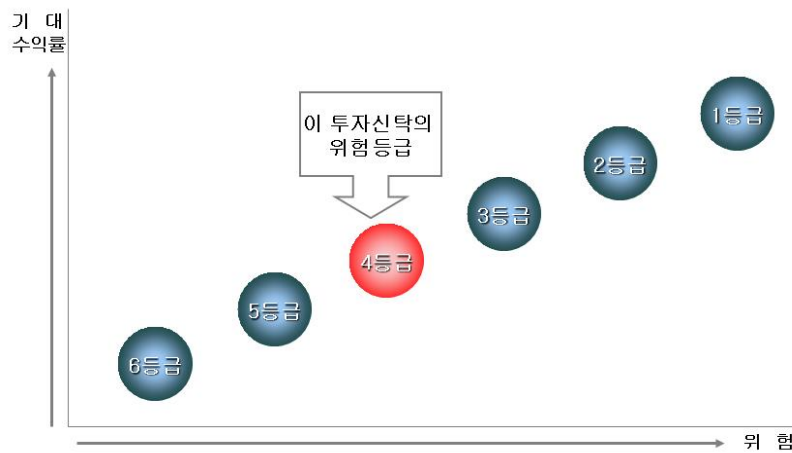 기 대
수익률
1등급
이 투자신탁의
위험등급
2등급
3등급
4등급
5등급
6등급
위 험